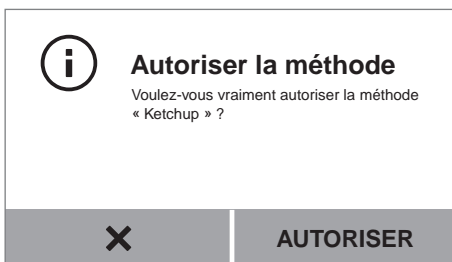 Autoriser la méthode
Voulez-vous vraiment autoriser la méthode
« Ketchup » ?
AUTORISER